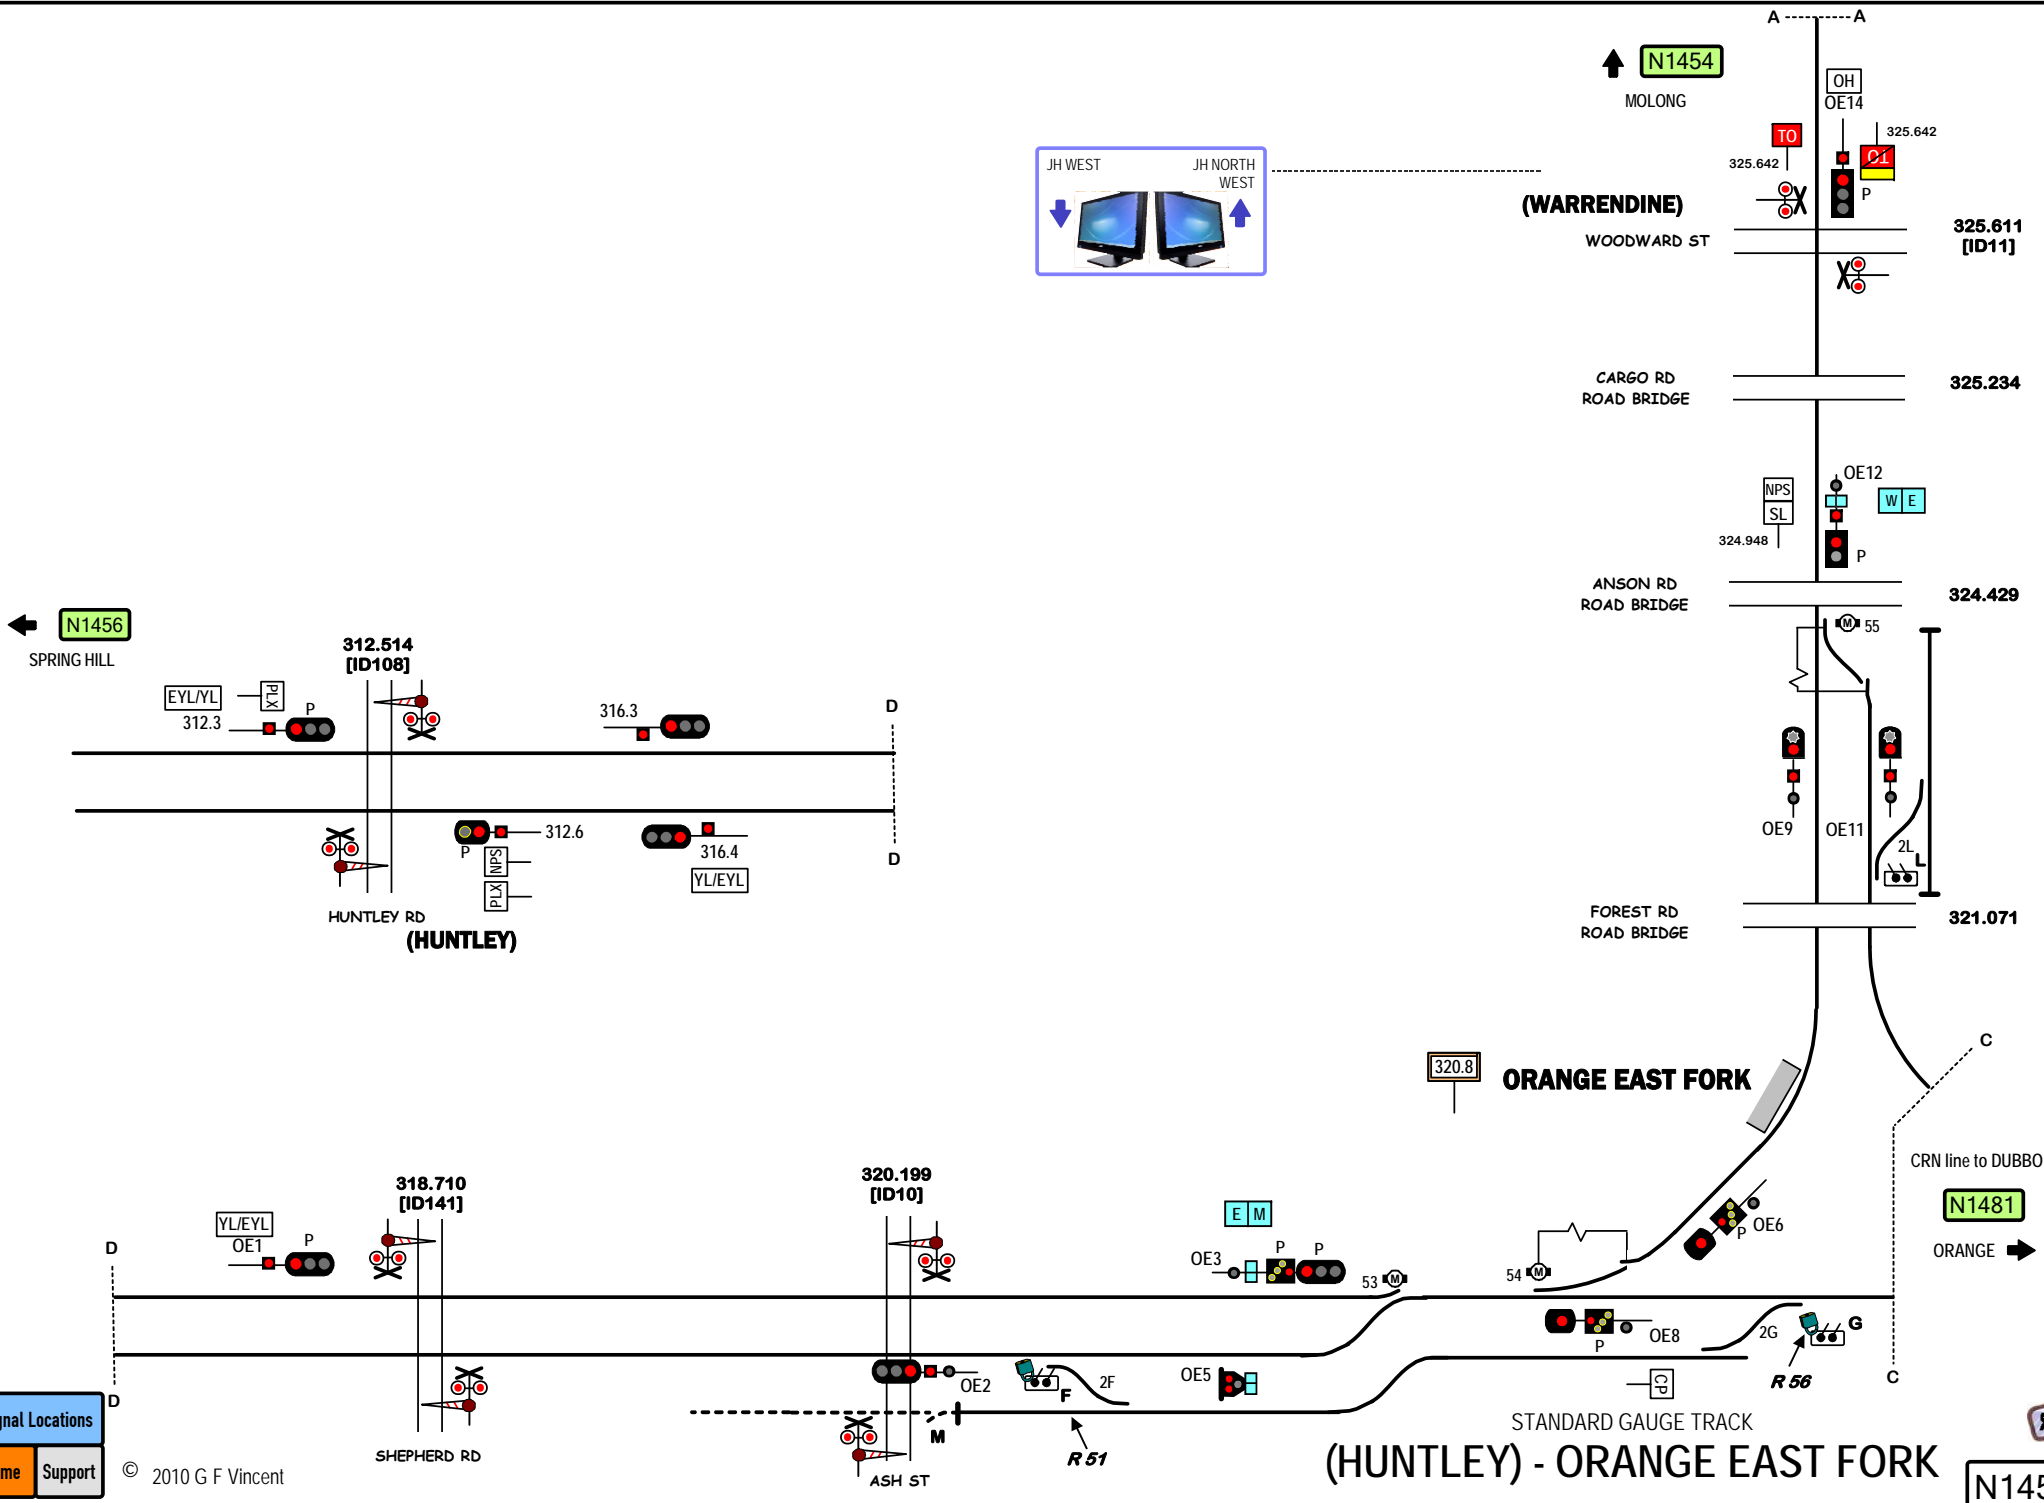 A A
N1454
MOLONG
OH
OE14
TO
325.642
325.642
JH WEST
JH NORTH
WEST
(WARRENDINE)
P
WOODWARD ST
325.611
[ID11]
CARGO RD
ROAD BRIDGE
325.234
OE12
NPS
SL
W E
324.948
P
ANSON RD
ROAD BRIDGE
324.429
M 55
N1456
SPRING HILL
312.514
[ID108]
EYL/YL
PLX
312.3
P
316.3
D
312.6
P
NPS
PLX
316.4
YL/EYL
D
HUNTLEY RD
(HUNTLEY)
OE9
OE11
2L
L
FOREST RD
ROAD BRIDGE
321.071
C
320.8
ORANGE EAST FORK
CRN line to DUBBO
N1481
ORANGE
318.710
[ID141]
320.199
[ID10]
YL/EYL
OE1
P
D
E M
OE3
P P
53 M
54 M
OE6
P
OE8
P
2G
G
R 56
C
OE2
F
2F
OE5
CP
D
M
R 51
SHEPHERD RD
ASH ST
STANDARD GAUGE TRACK
(HUNTLEY) - ORANGE EAST FORK
gnal Locations
me
Support
© 2010 G F Vincent
N145